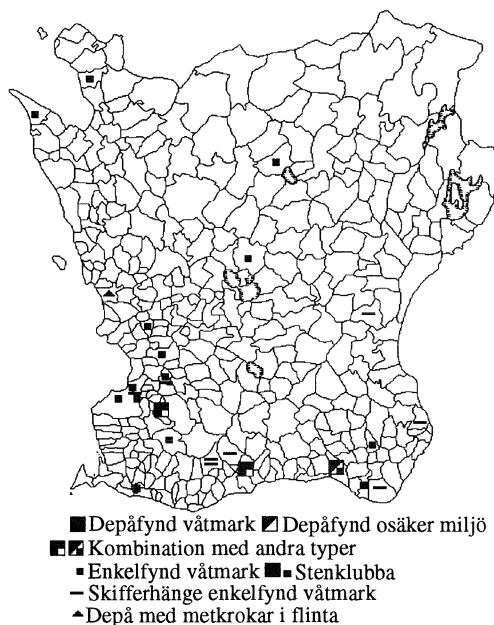 Depåfynd våtmark Depåfynd osäker miljö
Kombination med andra typer
Enkelfynd våtmark Stenklubba
Skifferhänge enkelfynd våtmark
Depå med metkrokar i flinta